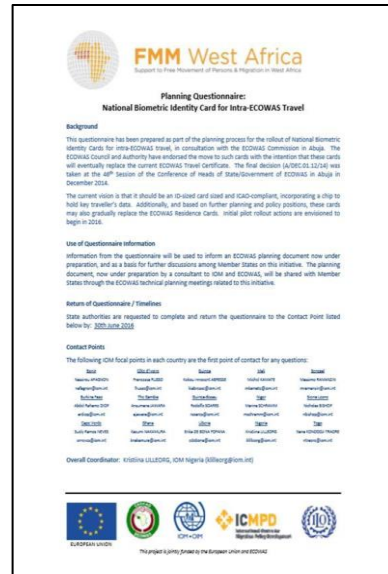 FMM West Africa
Support to Free Movement of Persons & Migration in West Africa
Planning Questionnaire:
National Biometric Identity Card for Intra-ECOWAS Travel
Background
This questionnaire has been prepared as part of the planning process for the rollout of National Biometric
Identity Cards for intra-ECOWAS travel, in consultation with the ECOWAS Commission in Abuja. The
ECOWAS Council and Authority have endorsed the move to such cards with the intention that these cards
will eventually replace the current ECOWAS Travel Certificate. The final decision (A/DEC.01.12/14) was
taken at the 46th Session of the Conference of Heads of State/Government of ECOWAS in Abuja in
December 2014.
The current vision is that it should be an ID-sized card sized and ICAO-compliant, incorporating a chip to
hold key traveller's data. Additionally, and based on further planning and policy positions, these cards
may also gradually replace the ECOWAS Residence Cards. Initial pilot rollout actions are envisioned to
begin in 2016.
Use of Questionnaire Information
Information from the questionnaire will be used to inform an ECOWAS planning document now under
preparation, and as a basis for further discussions among Member States on this initiative. The planning
document, now under preparation by a consultant to IOM and ECOWAS, will be shared with Member
States through the ECOWAS technical planning meetings related to this initiative.
Return of Questionnaire / Timelines
State authorities are requested to complete and return the questionnaire to the Contact Point listed
below by: 30th June 2016
Contact Points
The following IOM focal points in each country are the first point of contact for any questions:
Benin Côte d'Ivoire Guinea Mali Senegal
Burkina Faso The Gambia Guinea-Bissau Niger Sierra Leone
Cabo Verde Ghana Liberia Nigeria Togo
Overall Coordinator: Kristiina LILLEORG, IOM Nigeria (klilleorg@iom.int)
EUROPEAN UNION
IOM•OIM
ICMPD
International Centre for
Migration Policy Development
This project is jointly funded by the European Union and ECOWAS